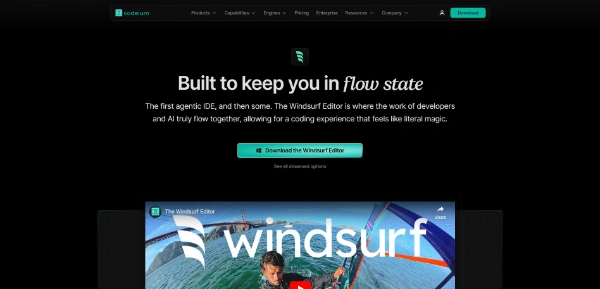 codeium
Products Capabilities Engines Pricing Enterprise Resources Company
Download
Built to keep you in flow state
The first agentic IDE, and then some. The Windsurf Editor is where the work of developers
and AI truly flow together, allowing for a coding experience that feels like literal magic.
Download the Windsurf Editor
See all download options
The Windsurf Editor
Share
windsurf